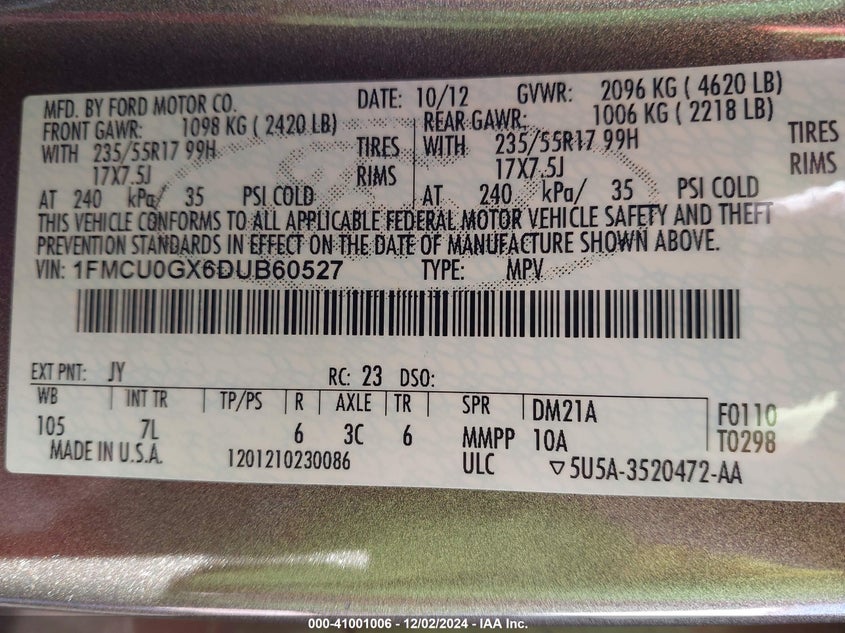 MFD. BY FORD MOTOR CO. DATE: 10/12 GVWR: 2096 KG ( 4620 LB)
FRONT GAWR: 1098 KG ( 2420 LB) REAR GAWR: 1006 KG ( 2218 LB)
WITH 235/55R17 99H TIRES WITH 235/55R17 99H TIRES
17X7.5J RIMS 17X7.5J RIMS
AT 240 kPa/ 35 PSI COLD AT 240 kPa/ 35 PSI COLD
THIS VEHICLE CONFORMS TO ALL APPLICABLE FEDERAL MOTOR VEHICLE SAFETY AND THEFT
PREVENTION STANDARDS IN EFFECT ON THE DATE OF MANUFACTURE SHOWN ABOVE.
VIN: 1FMCU0GX6DUB60527 TYPE: MPV
EXT PNT: JY RC: 23 DSO:
WB INT TR TP/PS R AXLE TR SPR DM21A F0110
105 7L 6 3C 6 MMPP 10A T0298
MADE IN U.S.A. 1201210230086 ULC ▽5U5A-3520472-AA
000-41001006 - 12/02/2024 - IAA Inc.